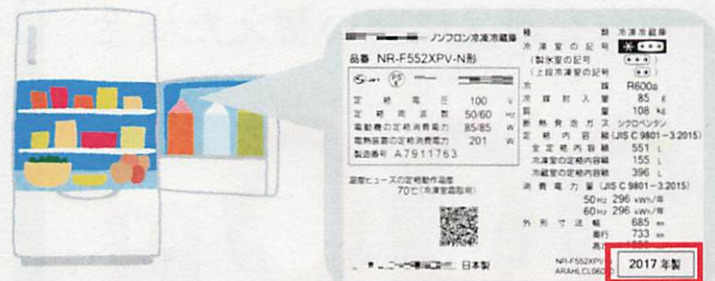 ノンフロン冷凍冷蔵庫
品番 NR-F552XPV-N形
定格電圧 100 V
定格周波数 50/60 Hz
電動機の定格消費電力 85/85 W
電熱装置の定格消費電力 201 W
製造番号 A7911763
温度ヒューズの定格動作温度
70℃(冷凍室霜取用)
日本製
種類 冷凍冷蔵庫
冷凍室の記号
(製氷室の記号
(上段冷凍室の記号
冷媒 R600a
冷媒封入量 85 g
質量 108 kg
断熱発泡ガス シクロペンタン
定格内容積 (JIS C 9801-3:2015)
全定格内容積 551 L
冷凍室の定格内容積 155 L
冷蔵室の定格内容積 396 L
消費電力量 (JIS C 9801-3:2015)
50Hz 296 kWh/年
60Hz 296 kWh/年
外形寸法 幅 685 mm
奥行 733 mm
NR-F552XPV
2017 年製